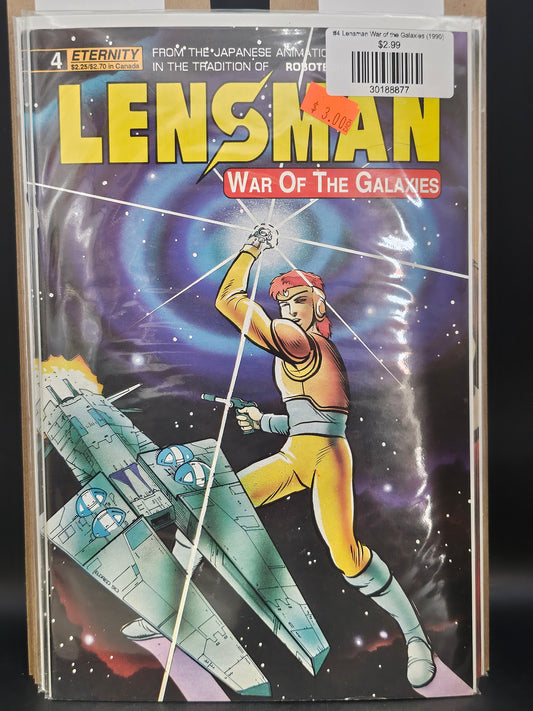 #4 Lensman War of the Galaxies (1990)
$2.99
30188877
4 ETERNITY
$2.25/$2.70 in Canada
FROM THE JAPANESE ANIMATIO
IN THE TRADITION OF ROBOTE
$ 3.00
LENSMAN
WAR OF THE GALAXIES